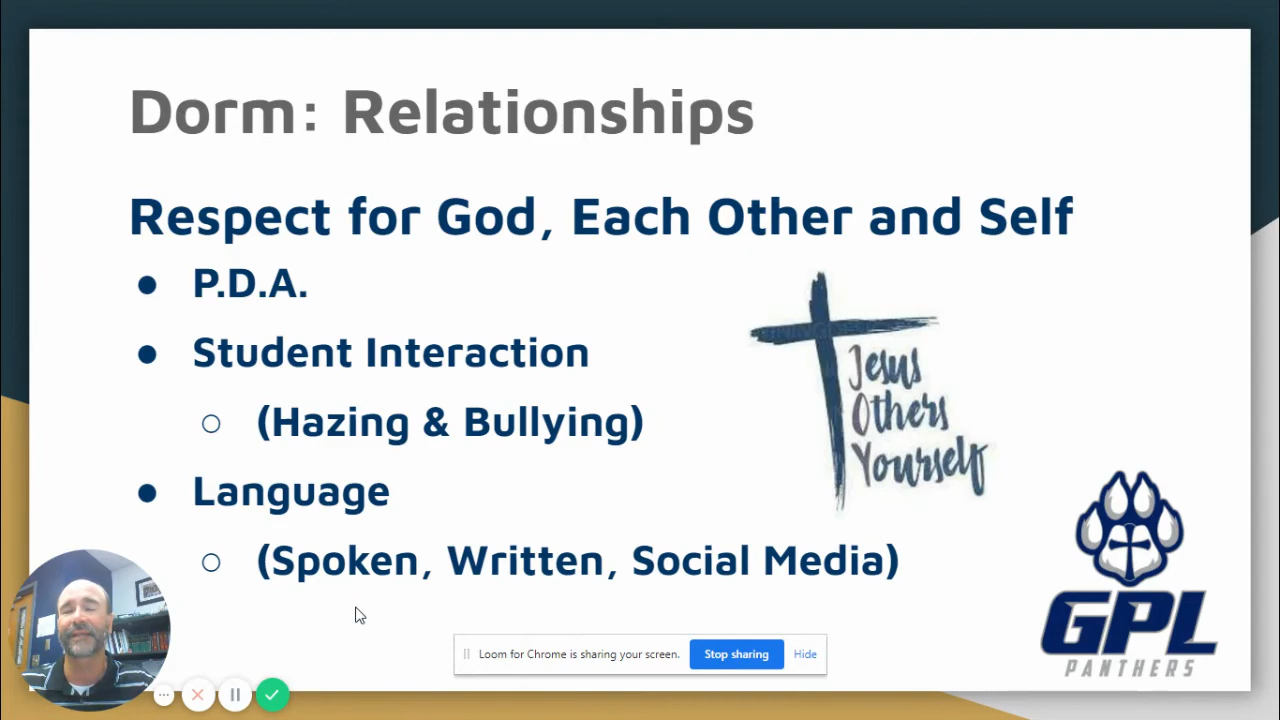 Dorm: Relationships
Respect for God, Each Other and Self
● P.D.A.
● Student Interaction
○ (Hazing & Bullying)
● Language
○ (Spoken, Written, Social Media)
Jesus
Others
Yourself
GPL
PANTHERS
Loom for Chrome is sharing your screen. Stop sharing Hide